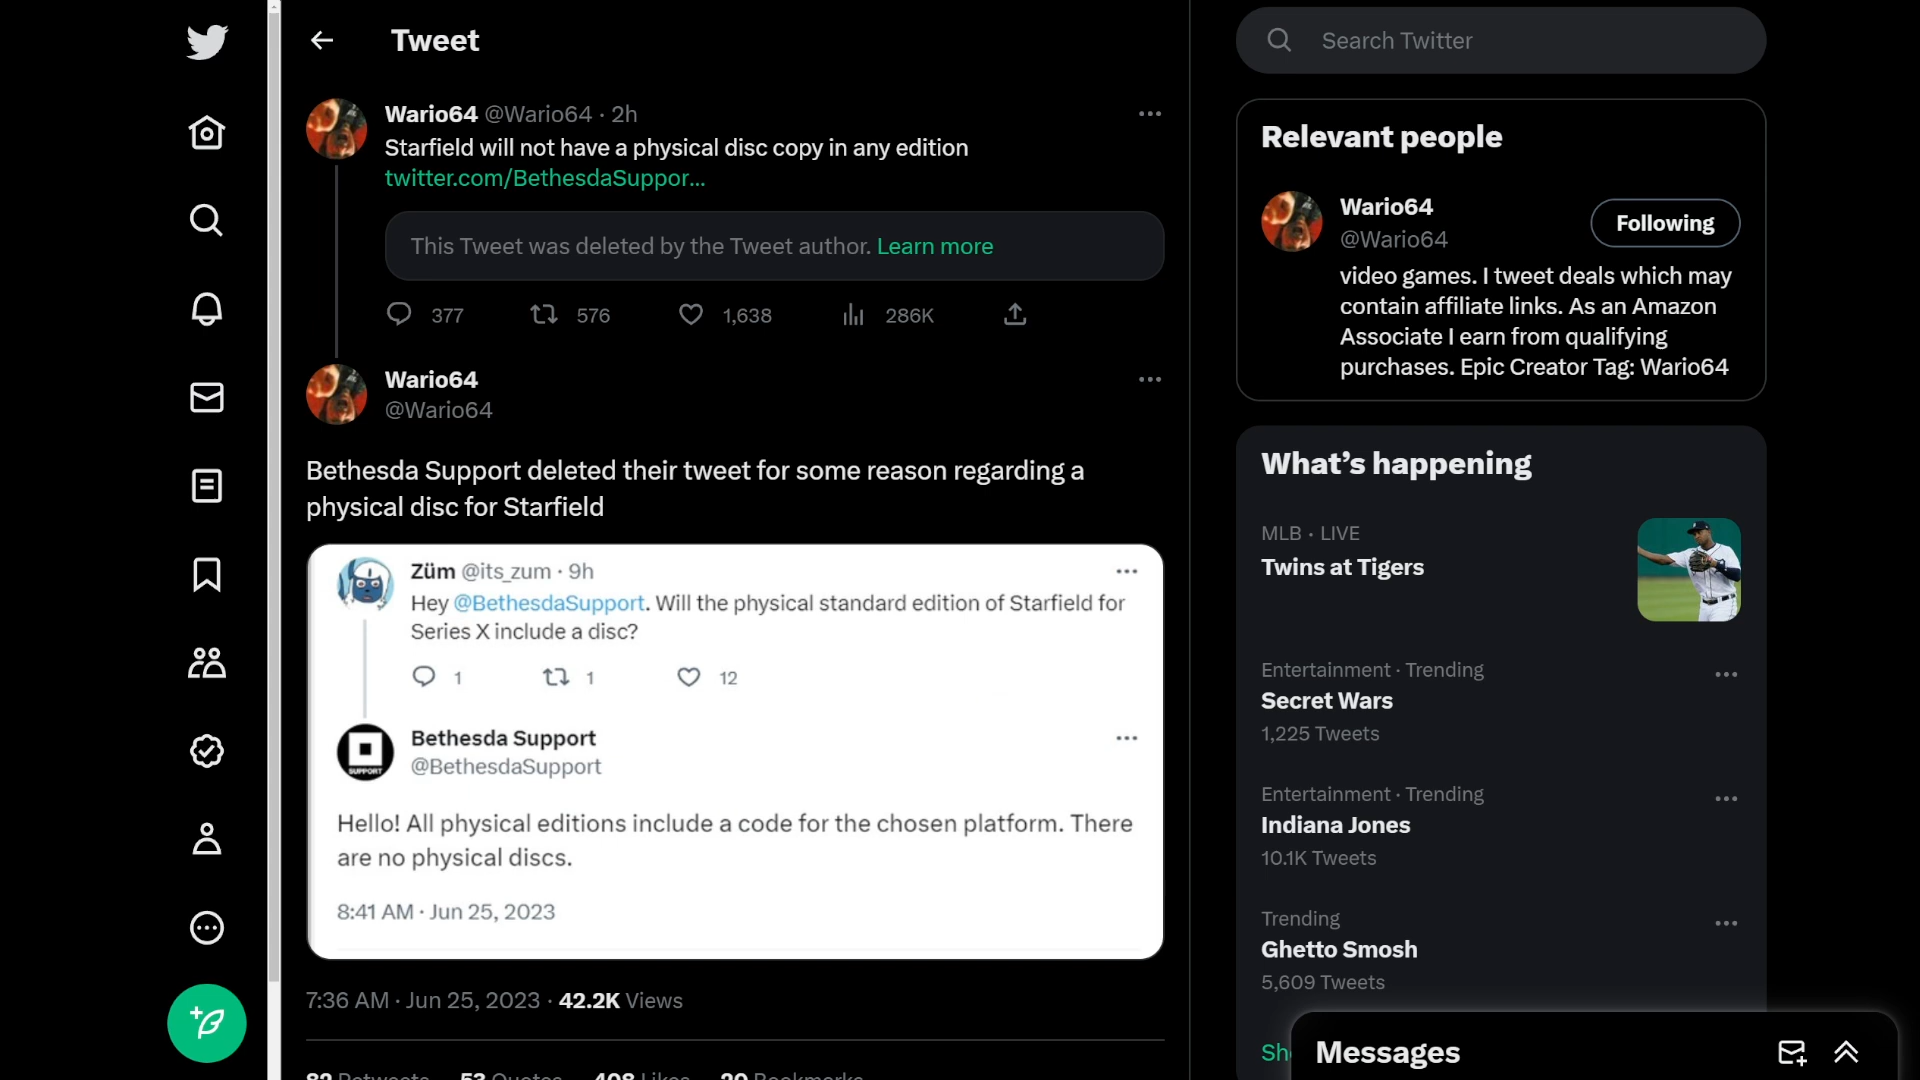 Tweet
Wario64 @Wario64 · 2h
Starfield will not have a physical disc copy in any edition
twitter.com/BethesdaSuppor...
This Tweet was deleted by the Tweet author. Learn more
377 576 1,638 286K
Wario64
@Wario64
Bethesda Support deleted their tweet for some reason regarding a
physical disc for Starfield
Züm @its_zum · 9h
Hey @BethesdaSupport. Will the physical standard edition of Starfield for
Series X include a disc?
1 1 12
SUPPORT
Bethesda Support
@BethesdaSupport
Hello! All physical editions include a code for the chosen platform. There
are no physical discs.
8:41 AM · Jun 25, 2023
7:36 AM · Jun 25, 2023 · 42.2K Views
82 Retweets 53 Quotes 408 Likes 20 Bookmarks
Search Twitter
Relevant people
Wario64
@Wario64
Following
video games. I tweet deals which may
contain affiliate links. As an Amazon
Associate I earn from qualifying
purchases. Epic Creator Tag: Wario64
What's happening
MLB · LIVE
Twins at Tigers
Entertainment · Trending
Secret Wars
1,225 Tweets
Entertainment · Trending
Indiana Jones
10.1K Tweets
Trending
Ghetto Smosh
5,609 Tweets
Sh
Messages